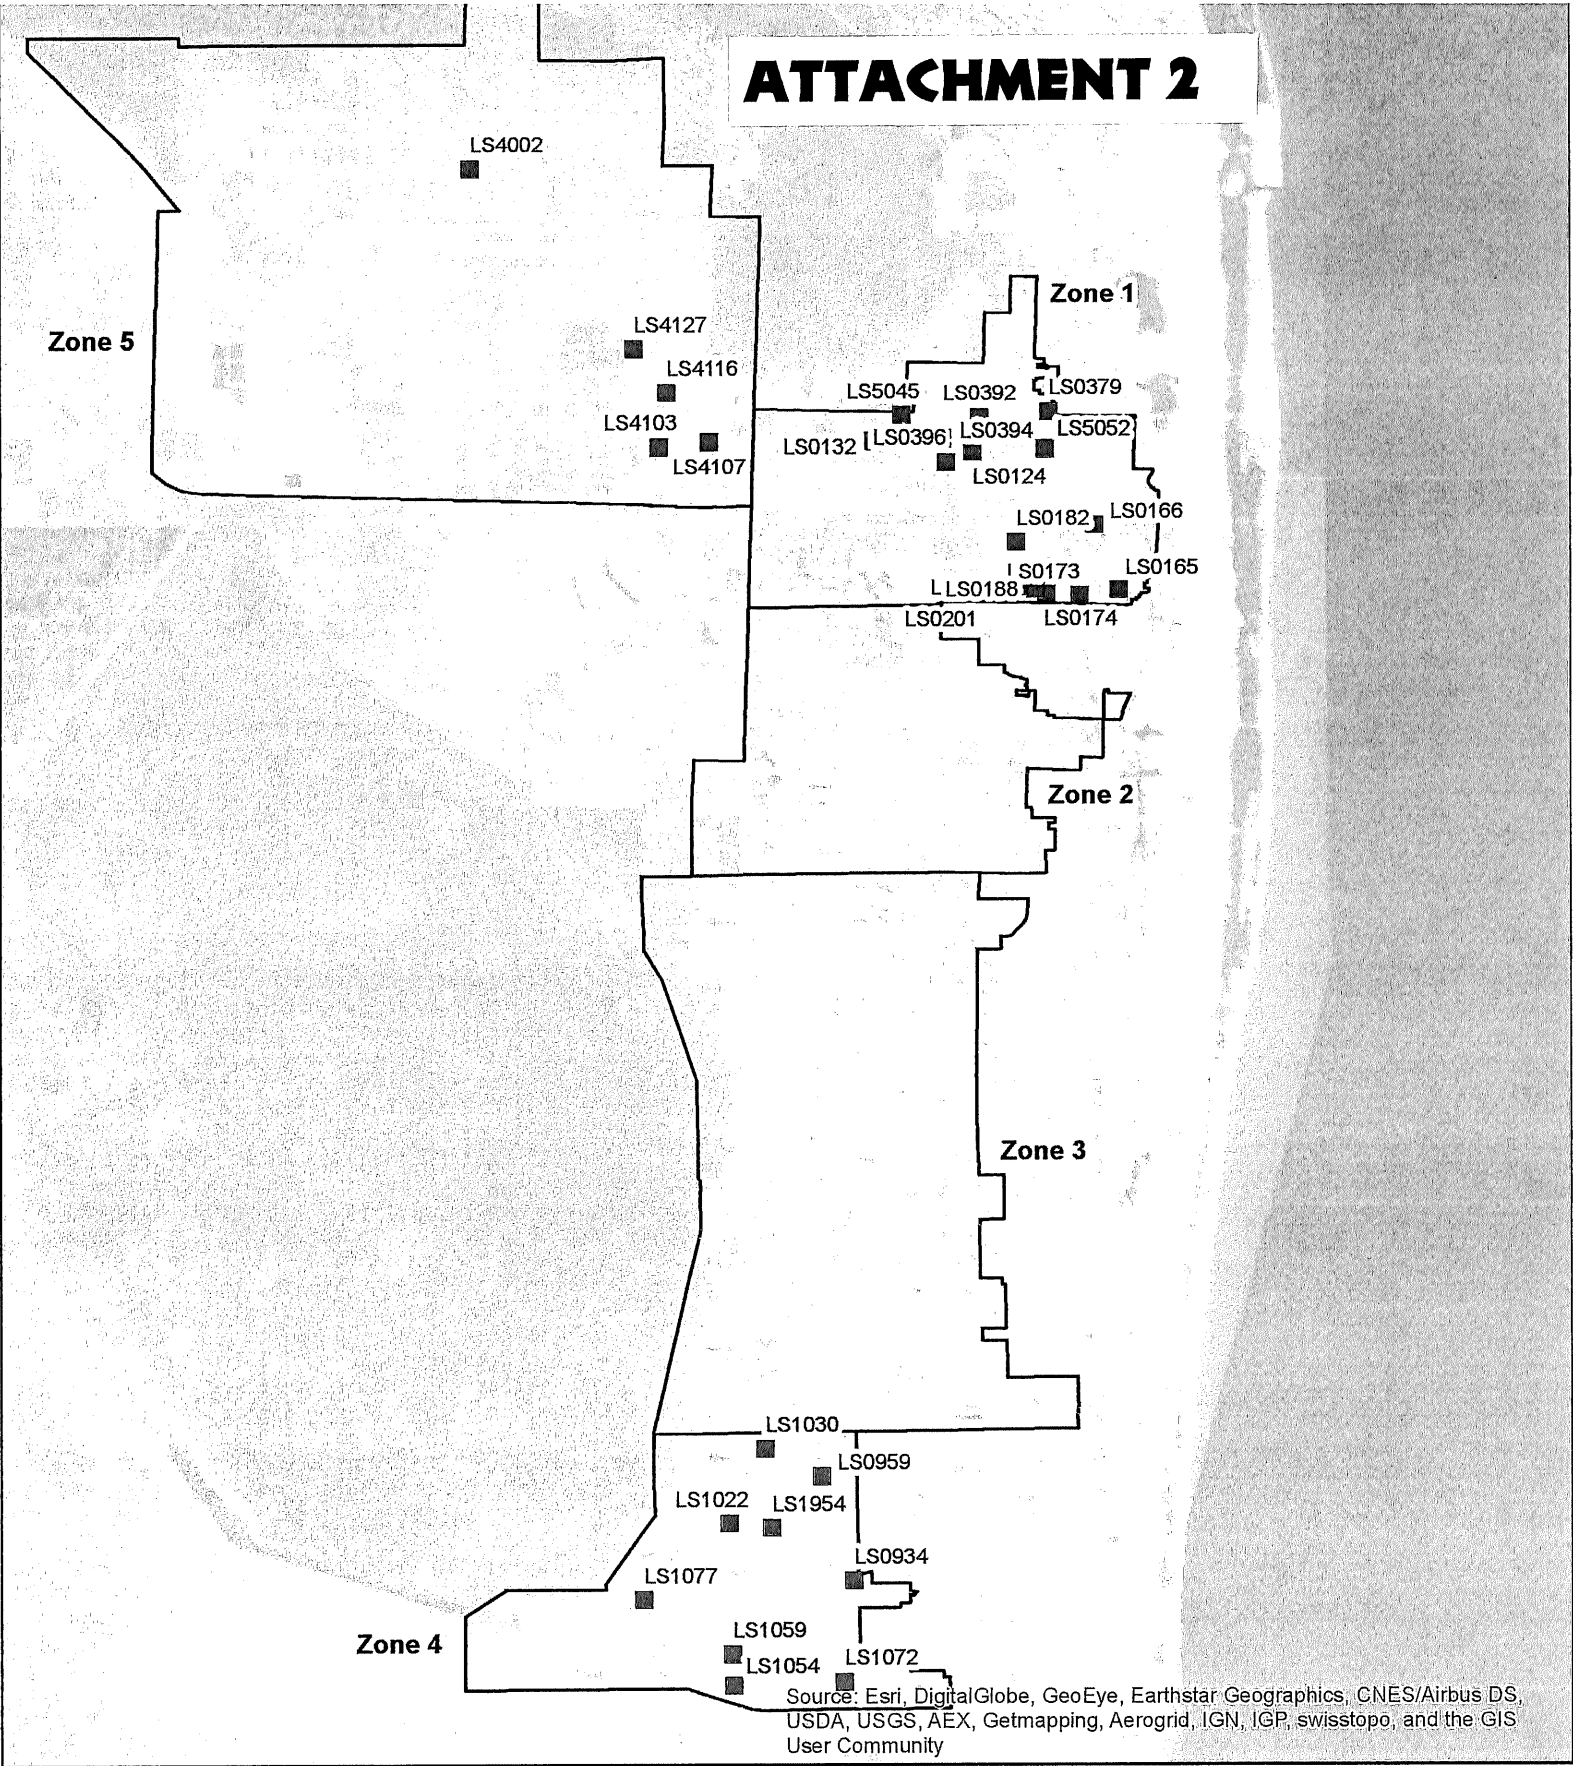 ATTACHMENT 2
LS4002
Zone 1
LS4127
Zone 5
LS4116
LS5045
LS0392
LS0379
LS4103
LS5052
LS0132
LS0396
LS0394
LS4107
LS0124
LS0182
LS0166
LS0165
S0173
LS0188
LS0201
LS0174
Zone 2
Zone 3
LS1030
LS0959
LS1022
LS1954
LS0934
LS1077
LS1059
Zone 4
LS1054
LS1072
Source: Esri, DigitalGlobe, GeoEye, Earthstar Geographics, CNES/Airbus DS,
USDA, USGS, AEX, Getmapping, Aerogrid, IGN, IGP, swisstopo, and the GIS
User Community